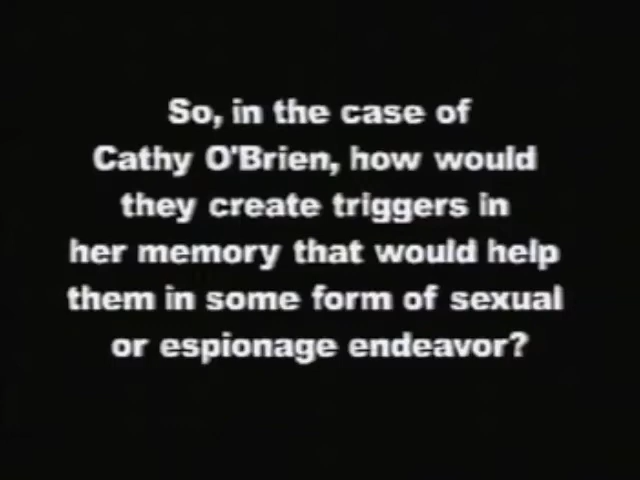 So, in the case of
Cathy O'Brien, how would
they create triggers in
her memory that would help
them in some form of sexual
or espionage endeavor?